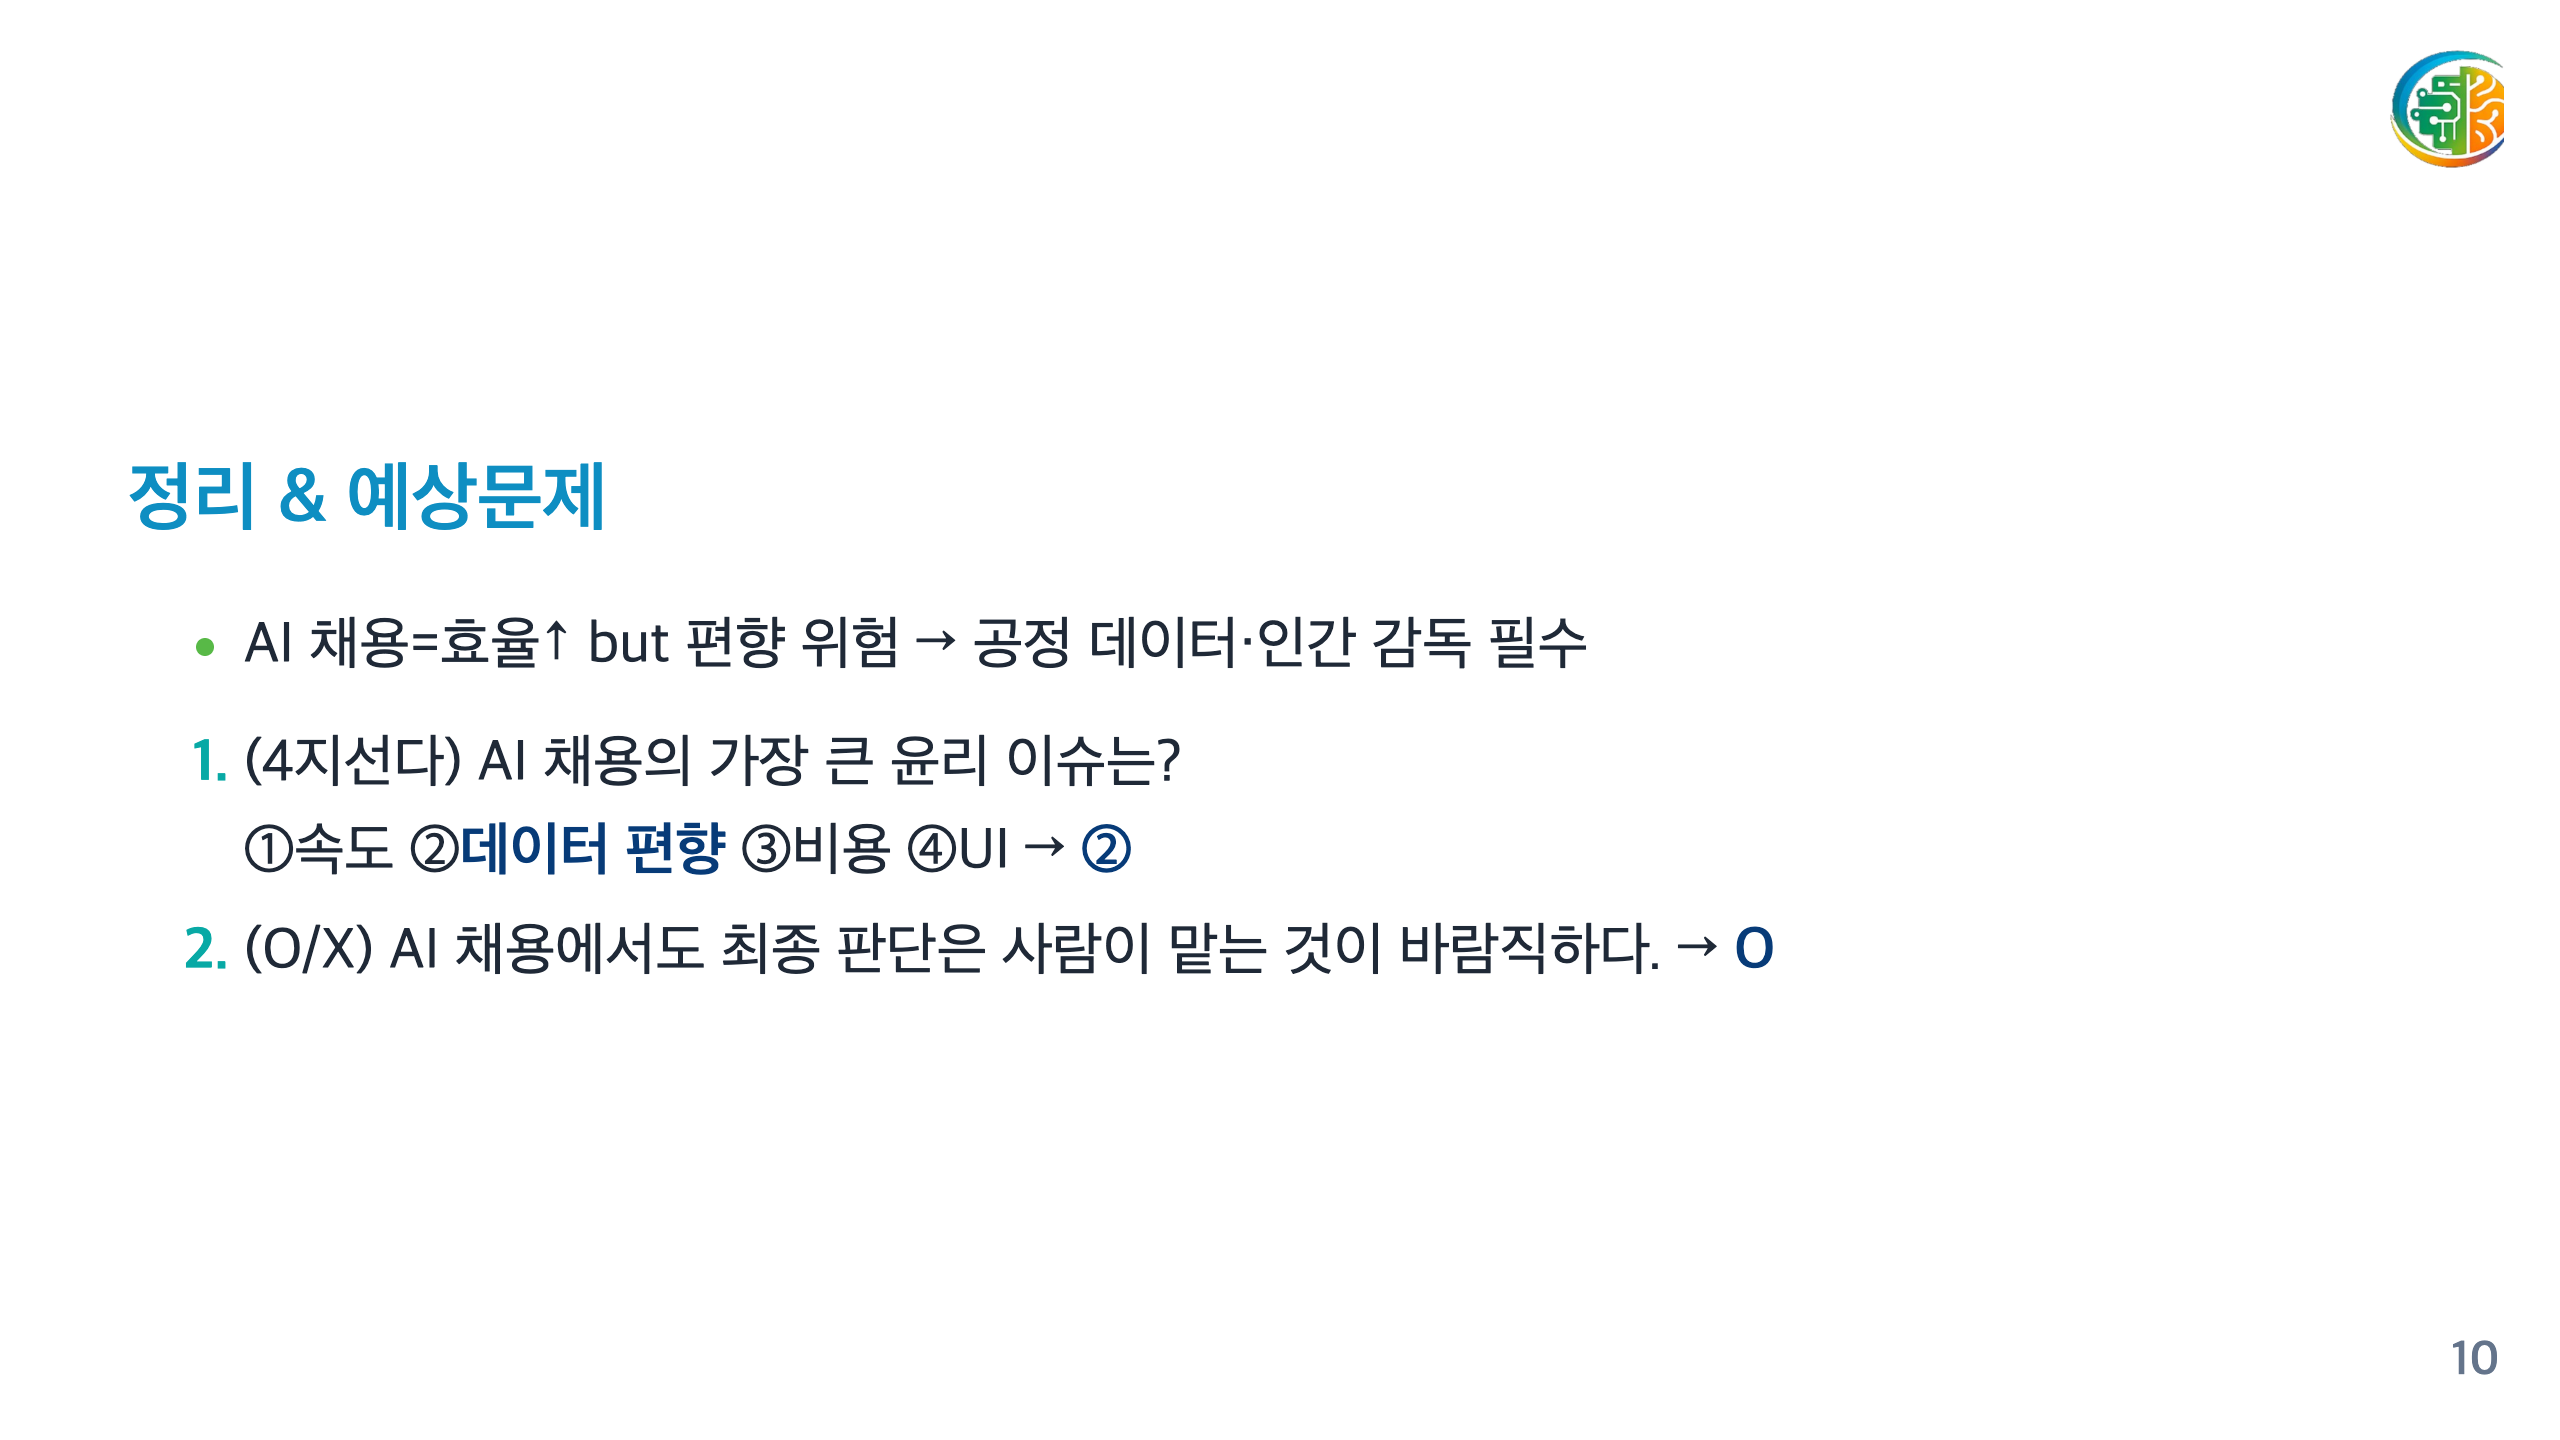 정리 & 예상문제
• AI 채용=효율↑ but 편향 위험 → 공정 데이터·인간 감독 필수
1. (4지선다) AI 채용의 가장 큰 윤리 이슈는?
①속도 ②데이터 편향 ③비용 ④UI → ②
2. (O/X) AI 채용에서도 최종 판단은 사람이 맡는 것이 바람직하다. → O
10